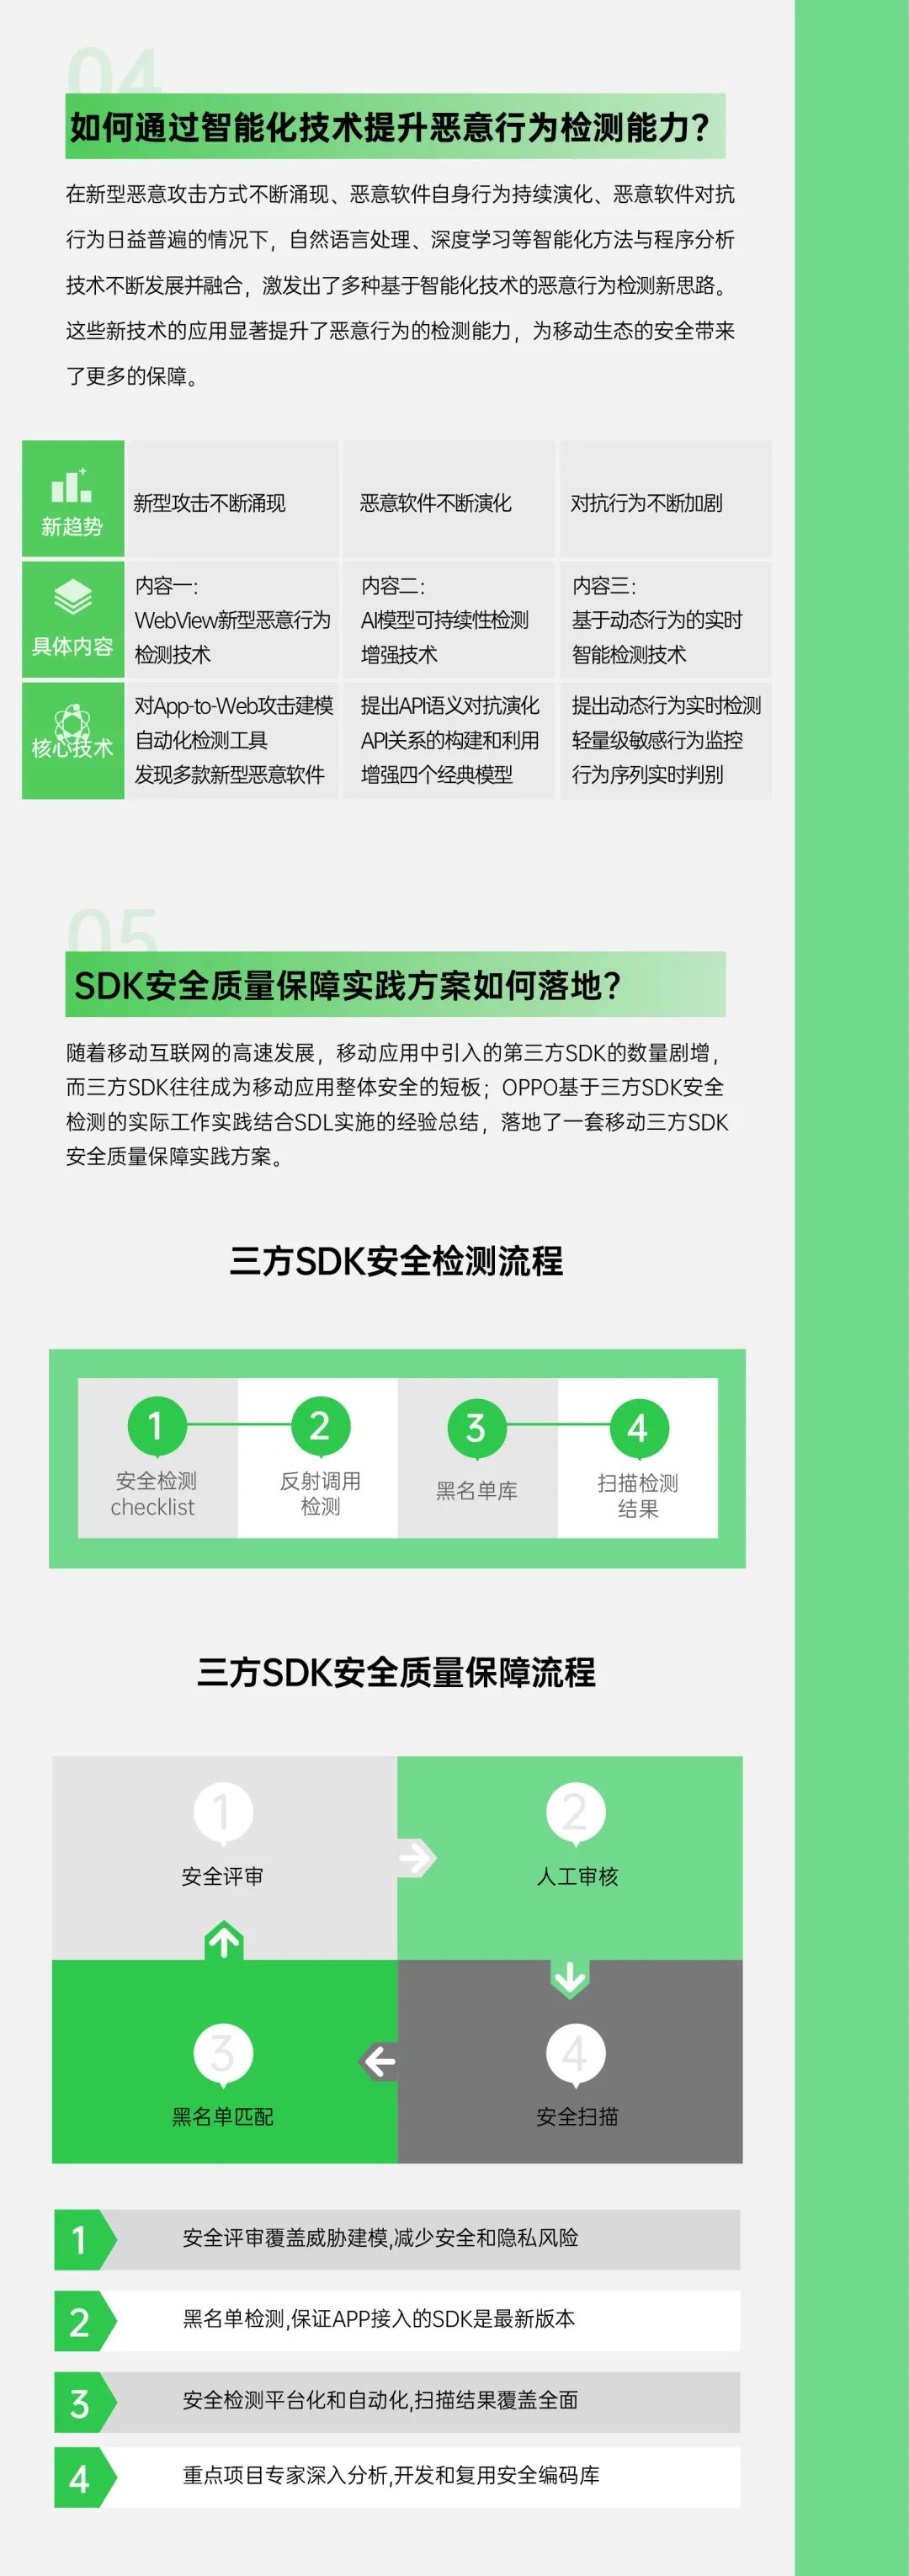 04
如何通过智能化技术提升恶意行为检测能力？
在新型恶意攻击方式不断涌现、恶意软件自身行为持续演化、恶意软件对抗
行为日益普遍的情况下，自然语言处理、深度学习等智能化方法与程序分析
技术不断发展并融合，激发出了多种基于智能化技术的恶意行为检测新思路。
这些新技术的应用显著提升了恶意行为的检测能力，为移动生态的安全带来
了更多的保障。
新趋势
新型攻击不断涌现
恶意软件不断演化
对抗行为不断加剧
具体内容
内容一：
WebView新型恶意行为
检测技术
内容二：
AI模型可持续性检测
增强技术
内容三：
基于动态行为的实时
智能检测技术
核心技术
对App-to-Web攻击建模
自动化检测工具
发现多款新型恶意软件
提出API语义对抗演化
API关系的构建和利用
增强四个经典模型
提出动态行为实时检测
轻量级敏感行为监控
行为序列实时判别
05
SDK安全质量保障实践方案如何落地？
随着移动互联网的高速发展，移动应用中引入的第三方SDK的数量剧增，
而三方SDK往往成为移动应用整体安全的短板；OPPO基于三方SDK安全
检测的实际工作实践结合SDL实施的经验总结，落地了一套移动三方SDK
安全质量保障实践方案。
三方SDK安全检测流程
1
安全检测
checklist
2
反射调用
检测
3
黑名单库
4
扫描检测
结果
三方SDK安全质量保障流程
1
安全评审
2
人工审核
3
黑名单匹配
4
安全扫描
1
安全评审覆盖威胁建模,减少安全和隐私风险
2
黑名单检测,保证APP接入的SDK是最新版本
3
安全检测平台化和自动化,扫描结果覆盖全面
4
重点项目专家深入分析,开发和复用安全编码库